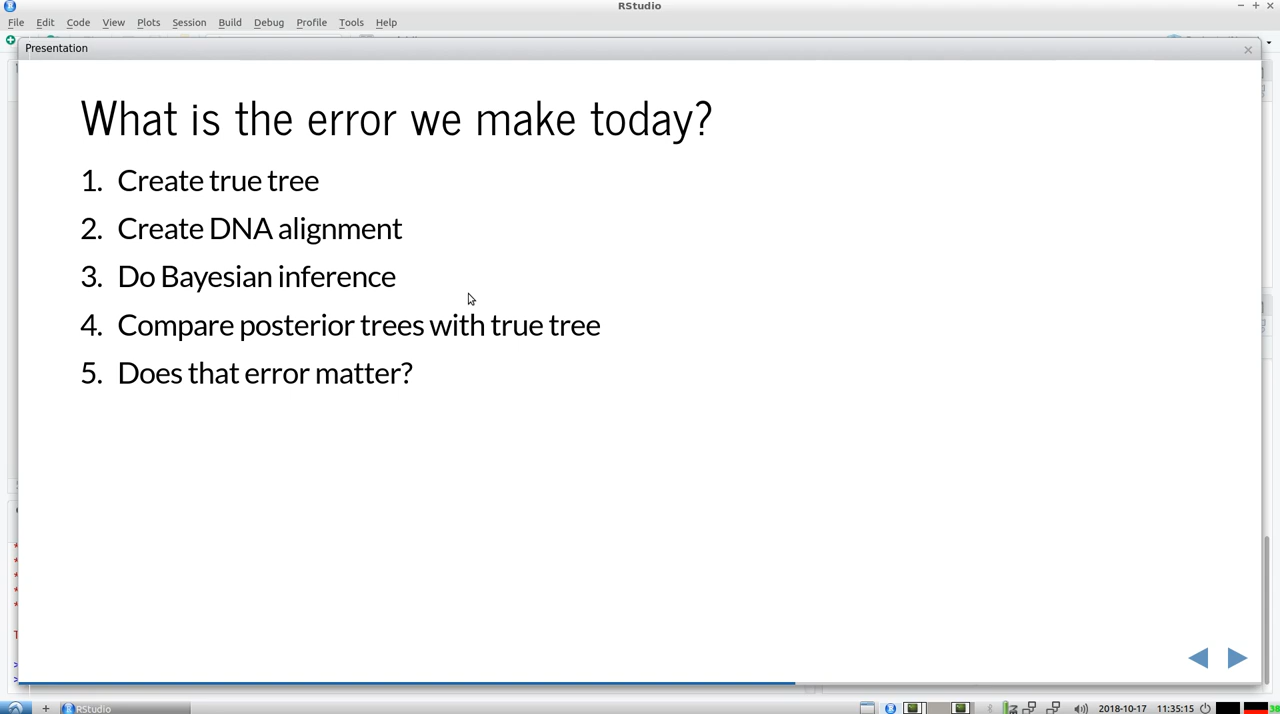 RStudio
File Edit Code View Plots Session Build Debug Profile Tools Help
Presentation
What is the error we make today?
1. Create true tree
2. Create DNA alignment
3. Do Bayesian inference
4. Compare posterior trees with true tree
5. Does that error matter?
RStudio
2018-10-17 11:35:15
38